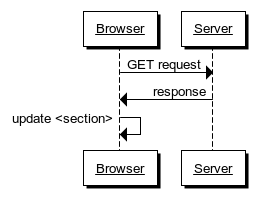 Browser
Server
GET request
response
update <section>
Browser
Server